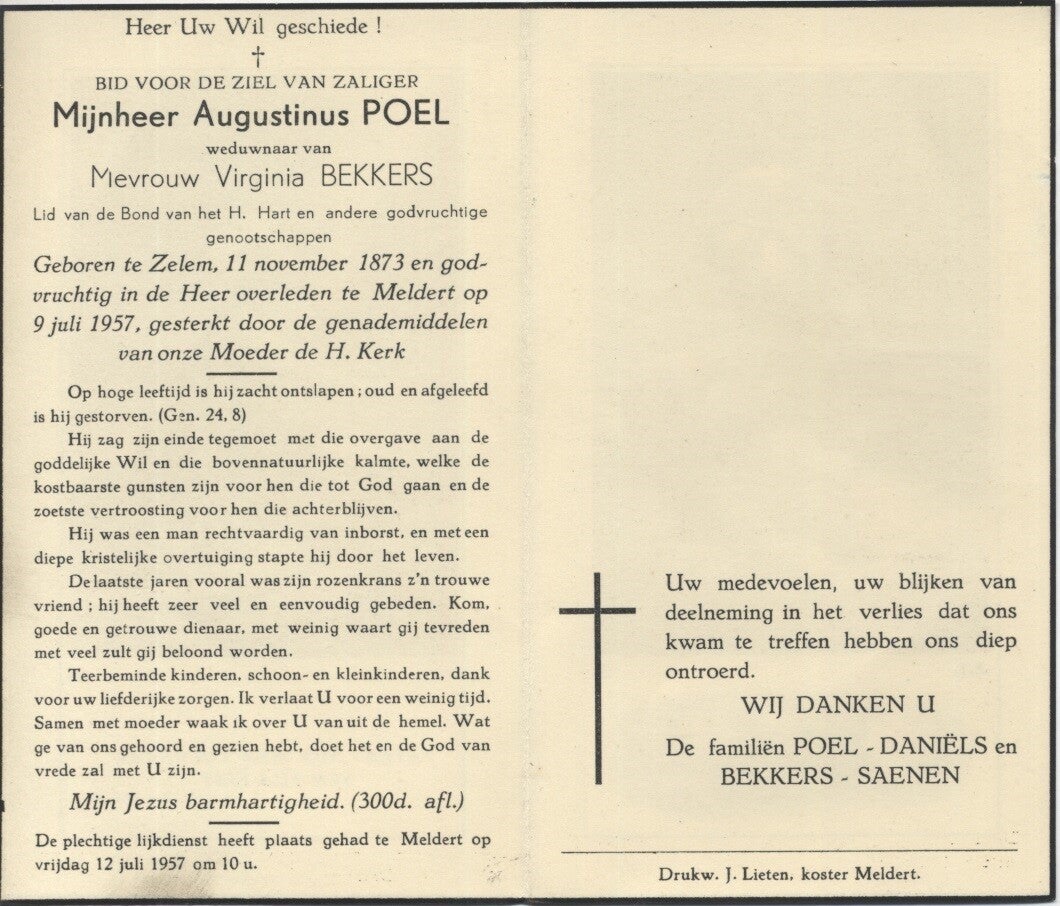 Heer Uw Wil geschiede !
†
BID VOOR DE ZIEL VAN ZALIGER
Mijnheer Augustinus POEL
weduwnaar van
Mevrouw Virginia BEKKERS
Lid van de Bond van het H. Hart en andere godvruchtige
genootschappen
Geboren te Zelem, 11 november 1873 en god-
vruchtig in de Heer overleden te Meldert op
9 juli 1957, gesterkt door de genademiddelen
van onze Moeder de H. Kerk
Op hoge leeftijd is hij zacht ontslapen ; oud en afgeleefd
is hij gestorven. (Gen. 24, 8)
Hij zag zijn einde tegemoet met die overgave aan de
goddelijke Wil en die bovennatuurlijke kalmte, welke de
kostbaarste gunsten zijn voor hen die tot God gaan en de
zoetste vertroosting voor hen die achterblijven.
Hij was een man rechtvaardig van inborst, en met een
diepe kristelijke overtuiging stapte hij door het leven.
De laatste jaren vooral was zijn rozenkrans z'n trouwe
vriend ; hij heeft zeer veel en eenvoudig gebeden. Kom,
goede en getrouwe dienaar, met weinig waart gij tevreden
met veel zult gij beloond worden.
Teerbeminde kinderen, schoon- en kleinkinderen, dank
voor uw liefderijke zorgen. Ik verlaat U voor een weinig tijd.
Samen met moeder waak ik over U van uit de hemel. Wat
ge van ons gehoord en gezien hebt, doet het en de God van
vrede zal met U zijn.
Mijn Jezus barmhartigheid. (300d. afl.)
De plechtige lijkdienst heeft plaats gehad te Meldert op
vrijdag 12 juli 1957 om 10 u.
Uw medevoelen, uw blijken van
deelneming in het verlies dat ons
kwam te treffen hebben ons diep
ontroerd.
WIJ DANKEN U
De familiën POEL - DANIËLS en
BEKKERS - SAENEN
Drukw. J. Lieten, koster Meldert.